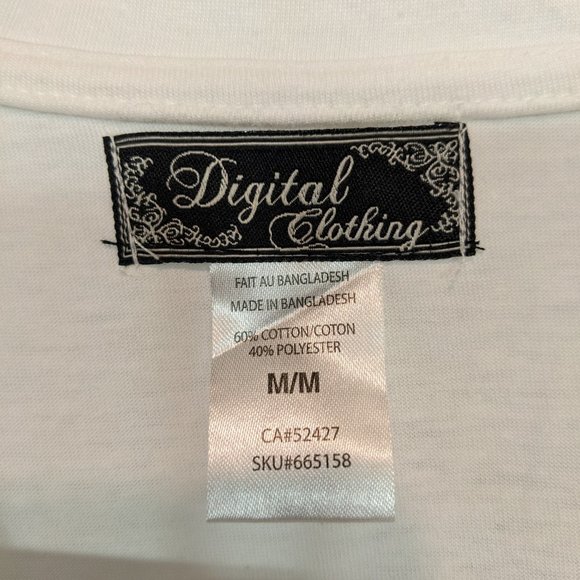 Digital
Clothing
FAIT AU BANGLADESH
MADE IN BANGLADESH
60% COTTON/COTON
40% POLYESTER
M/M
CA#52427
SKU#665158